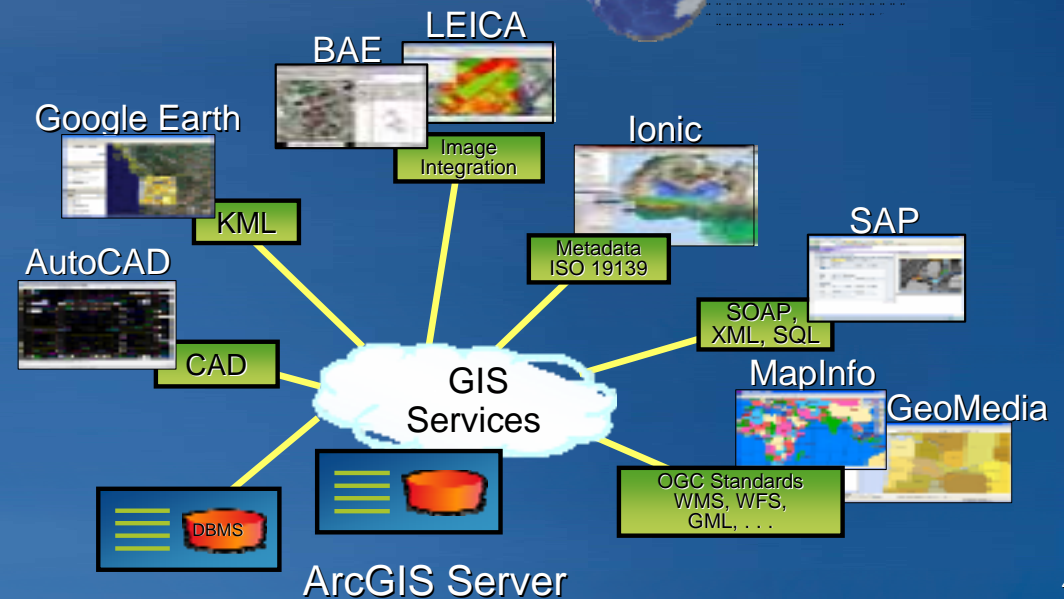 LEICA
BAE
Google Earth
Image
Integration
Ionic
KML
SAP
Metadata
ISO 19139
AutoCAD
SOAP,
XML, SQL
CAD
GIS
Services
MapInfo
GeoMedia
OGC Standards
WMS, WFS,
GML, . . .
DBMS
ArcGIS Server